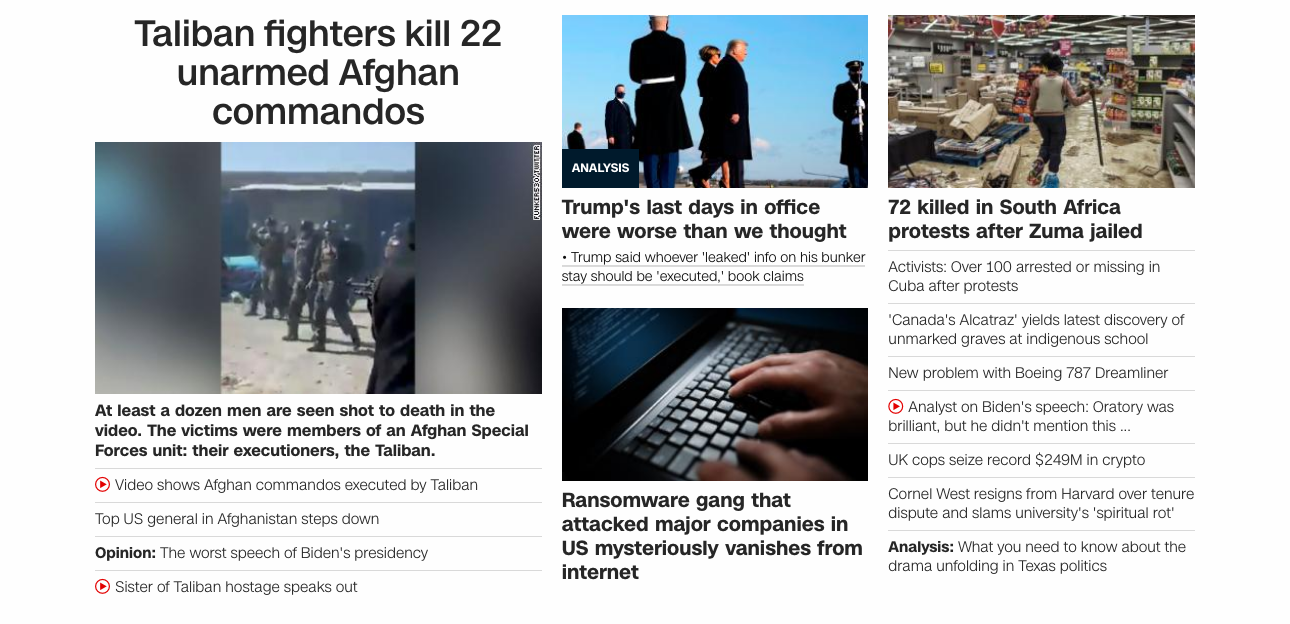 Taliban fighters kill 22
unarmed Afghan
commandos
FUNKER530/TWITTER
At least a dozen men are seen shot to death in the
video. The victims were members of an Afghan Special
Forces unit: their executioners, the Taliban.
Video shows Afghan commandos executed by Taliban
Top US general in Afghanistan steps down
Opinion: The worst speech of Biden's presidency
Sister of Taliban hostage speaks out
ANALYSIS
Trump's last days in office
were worse than we thought
• Trump said whoever 'leaked' info on his bunker
stay should be 'executed,' book claims
Ransomware gang that
attacked major companies in
US mysteriously vanishes from
internet
72 killed in South Africa
protests after Zuma jailed
Activists: Over 100 arrested or missing in
Cuba after protests
'Canada's Alcatraz' yields latest discovery of
unmarked graves at indigenous school
New problem with Boeing 787 Dreamliner
Analyst on Biden's speech: Oratory was
brilliant, but he didn't mention this ...
UK cops seize record $249M in crypto
Cornel West resigns from Harvard over tenure
dispute and slams university's 'spiritual rot'
Analysis: What you need to know about the
drama unfolding in Texas politics